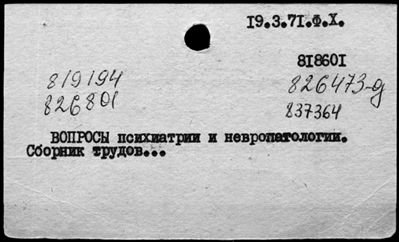 19.3.71.Ф.Х.
818601
819194
826473-д
826801
837364
ВОПРОСЫ психиатрии и невропатологии.
Сборник трудов...